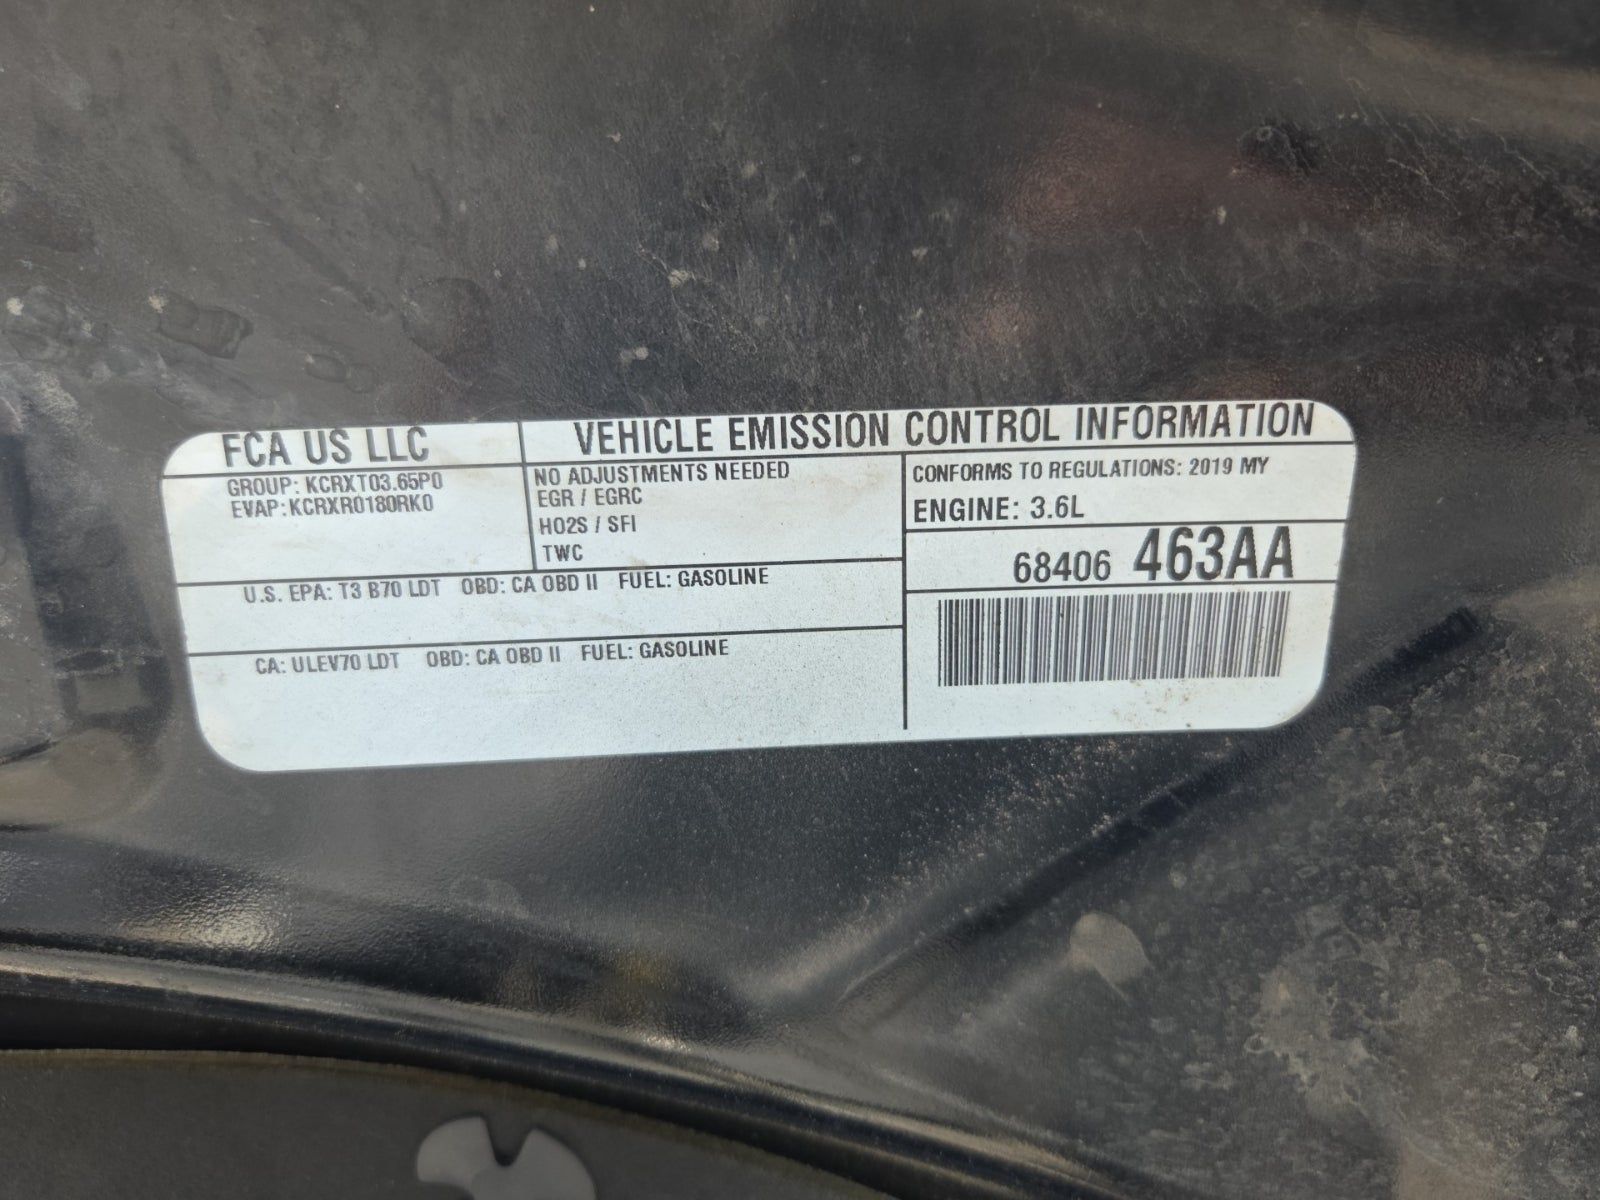 FCA US LLC
VEHICLE EMISSION CONTROL INFORMATION
GROUP: KCRXT03.65P0
EVAP:KCRXR0180RK0
NO ADJUSTMENTS NEEDED
EGR / EGRC
HO2S / SFI
TWC
CONFORMS TO REGULATIONS: 2019 MY
ENGINE: 3.6L
68406 463AA
U.S. EPA: T3 B70 LDT OBD: CA OBD II FUEL: GASOLINE
CA: ULEV70 LDT OBD: CA OBD II FUEL: GASOLINE